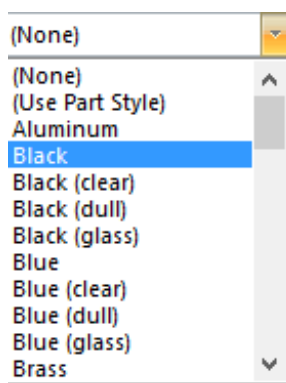 (None)
(None)
(Use Part Style)
Aluminum
Black
Black (clear)
Black (dull)
Black (glass)
Blue
Blue (clear)
Blue (dull)
Blue (glass)
Brass